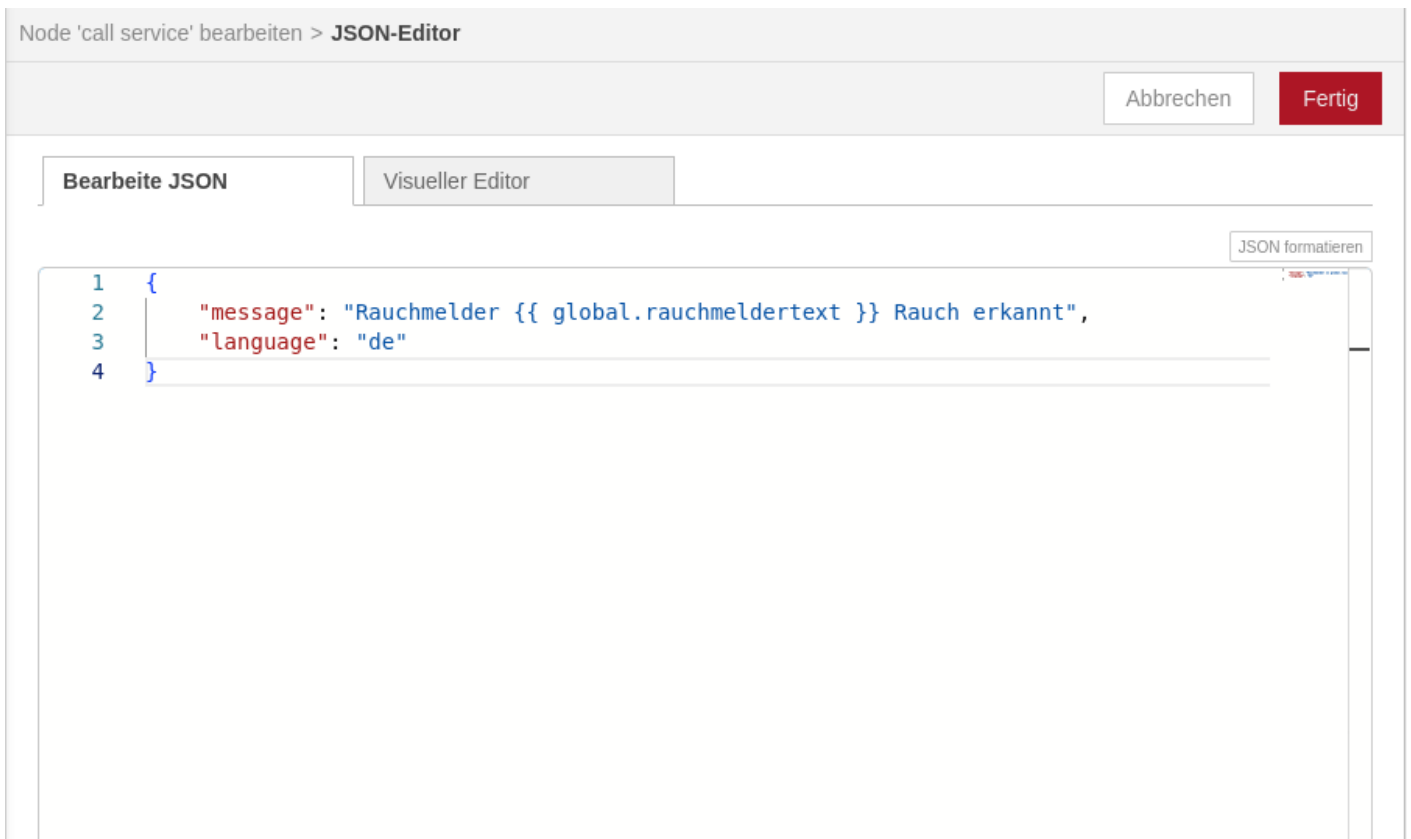 Node 'call service' bearbeiten > JSON-Editor
Abbrechen
Fertig
Bearbeite JSON
Visueller Editor
JSON formatieren
1 {
2 "message": "Rauchmelder {{ global.rauchmeldertext }} Rauch erkannt",
3 "language": "de"
4 }